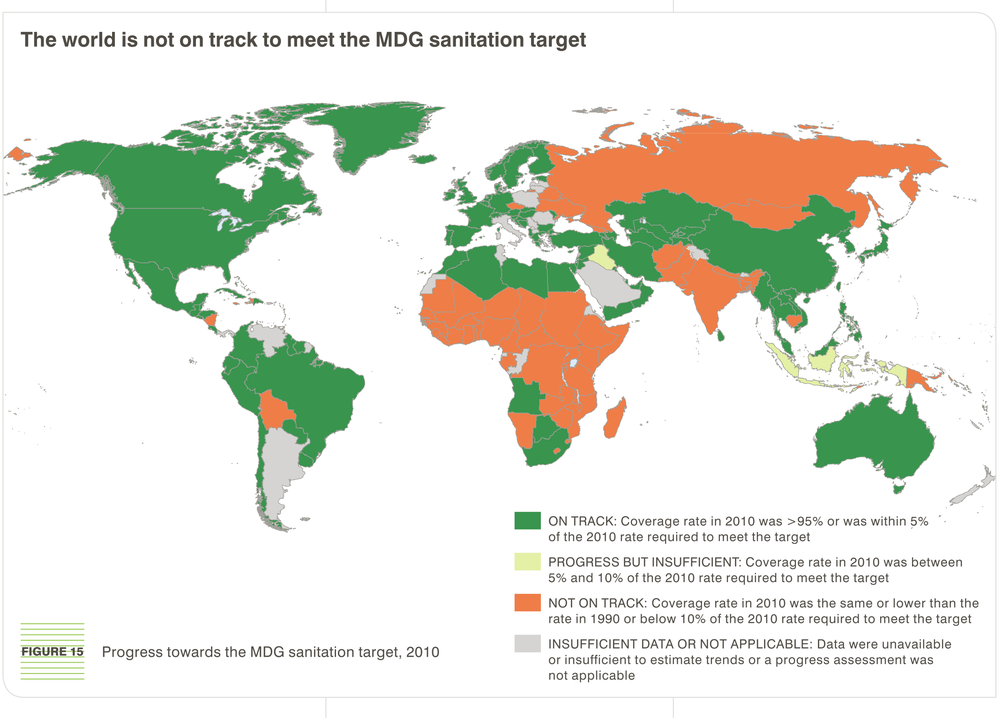 The world is not on track to meet the MDG sanitation target
ON TRACK: Coverage rate in 2010 was >95% or was within 5%
of the 2010 rate required to meet the target
PROGRESS BUT INSUFFICIENT: Coverage rate in 2010 was between
5% and 10% of the 2010 rate required to meet the target
NOT ON TRACK: Coverage rate in 2010 was the same or lower than the
rate in 1990 or below 10% of the 2010 rate required to meet the target
INSUFFICIENT DATA OR NOT APPLICABLE: Data were unavailable
or insufficient to estimate trends or a progress assessment was
not applicable
FIGURE 15
Progress towards the MDG sanitation target, 2010